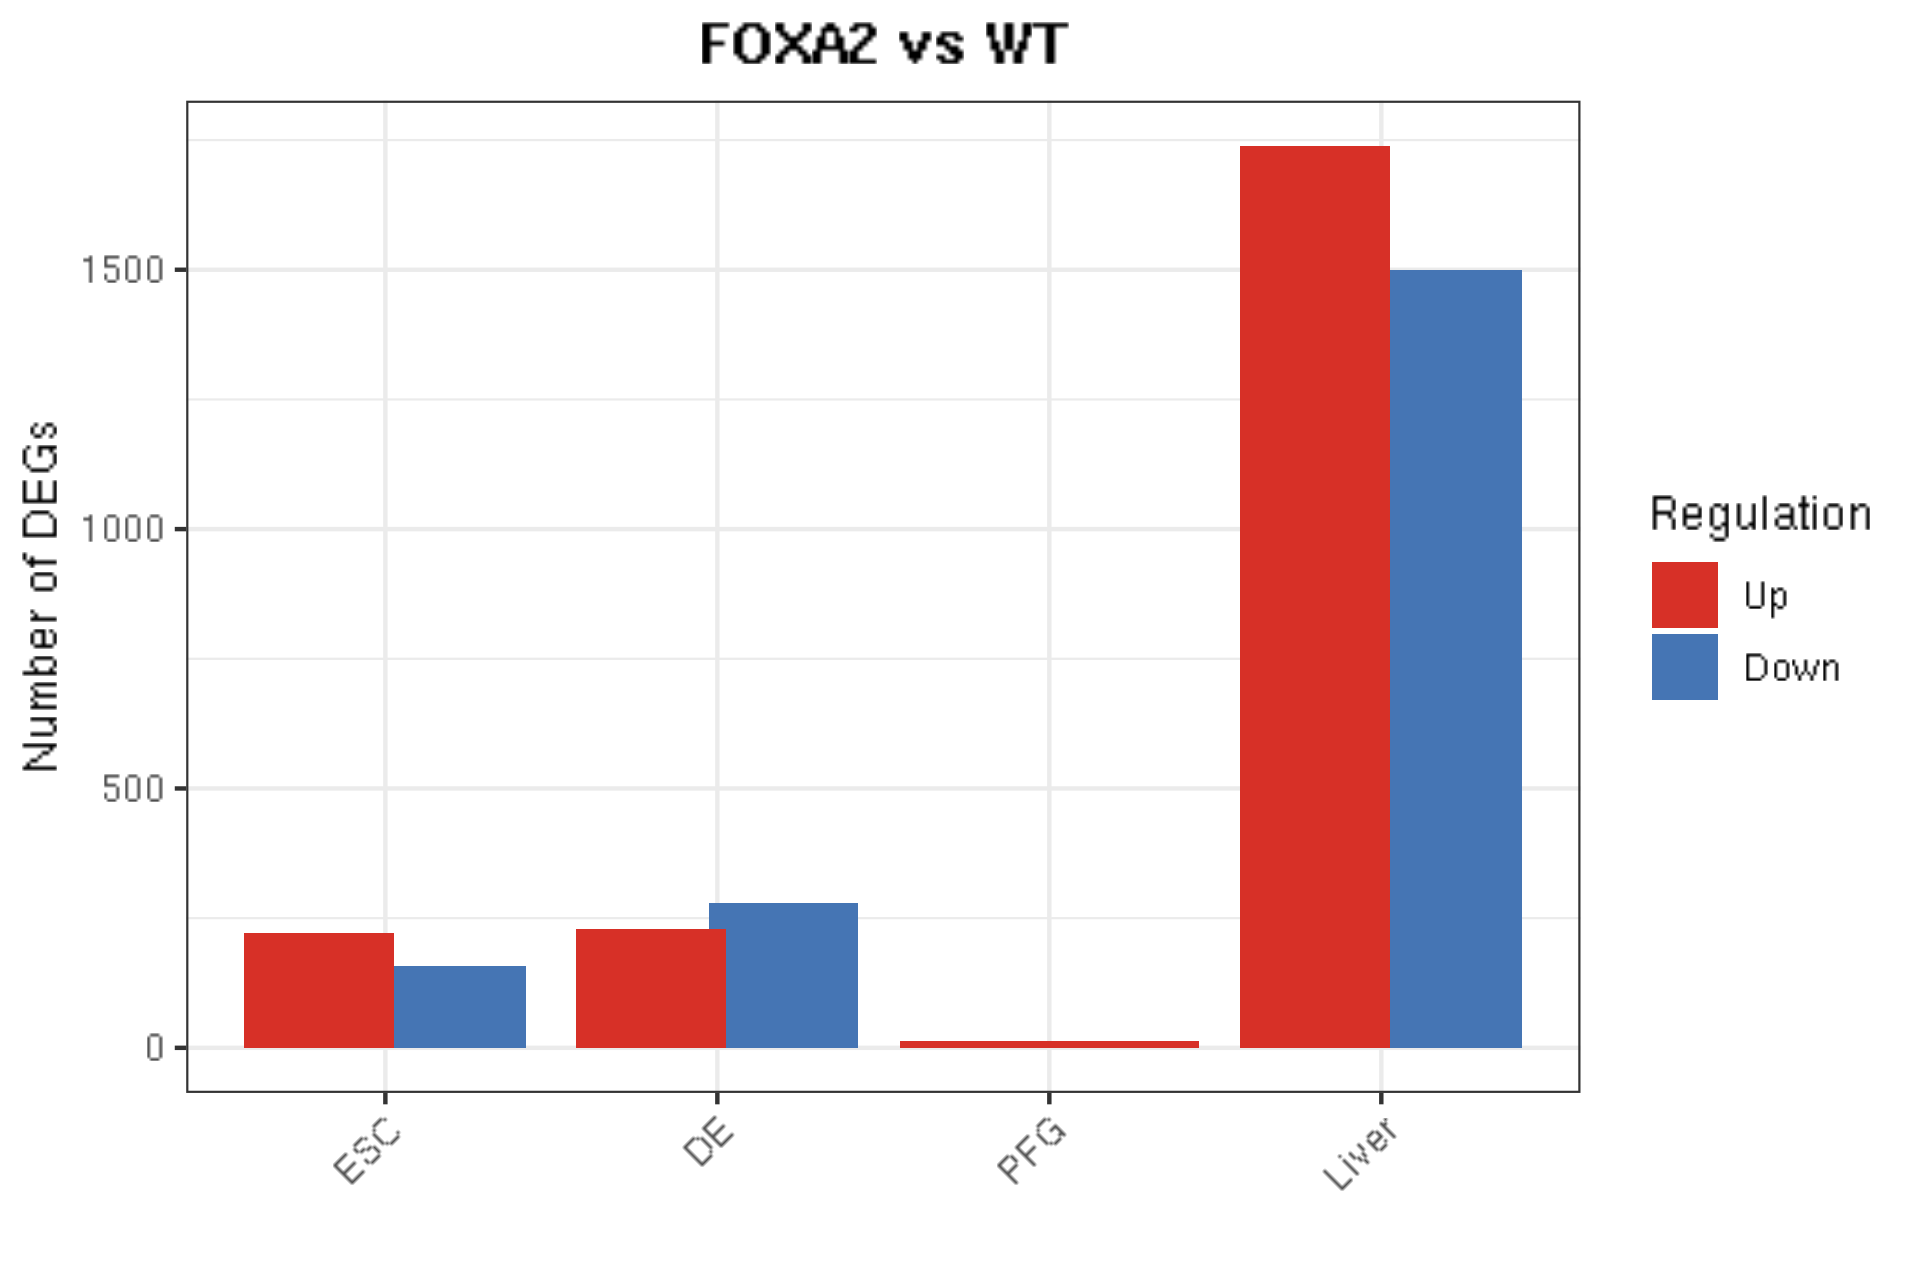 FOXA2 vs WT
Number of DEGs
1500
1000
500
0
ESC
DE
PFG
Liver
Regulation
Up
Down